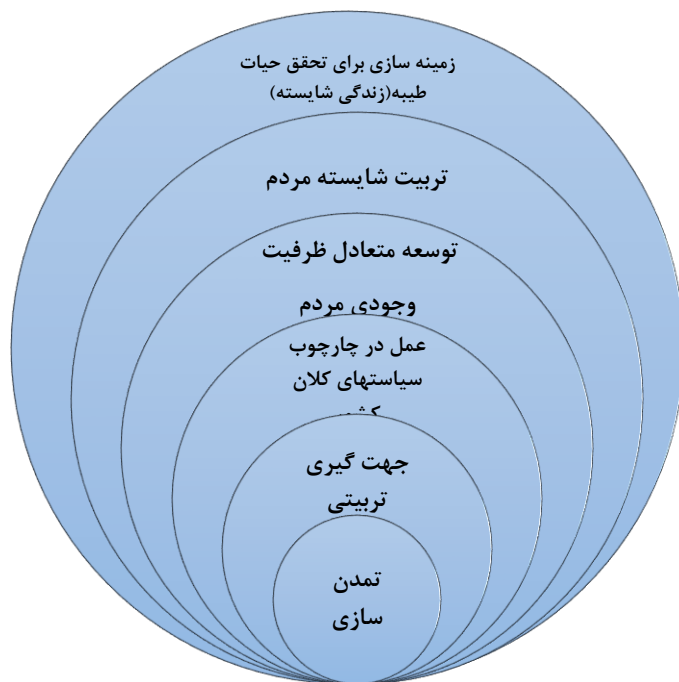 زمینه سازی برای تحقق حیات
طیبه(زندگی شایسته)
تربیت شایسته مردم
توسعه متعادل ظرفیت
وجودی مردم
عمل در چارچوب
سیاستهای کلان
جهت گیری
تربیتی
تمدن
سازی